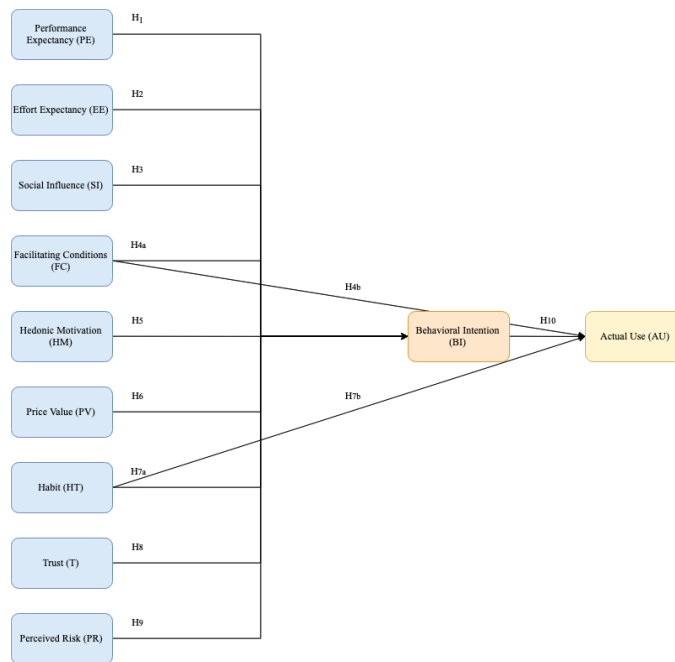 H1
Performance
Expectancy (PE)
H2
Effort Expectancy (EE)
H3
Social Influence (SI)
H4a
Facilitating Conditions
(FC)
H4b
H5
Hedonic Motivation
(HM)
Behavioral Intention
(BI)
H10
Actual Use (AU)
H6
Price Value (PV)
H7b
H7a
Habit (HT)
H8
Trust (T)
H9
Perceived Risk (PR)